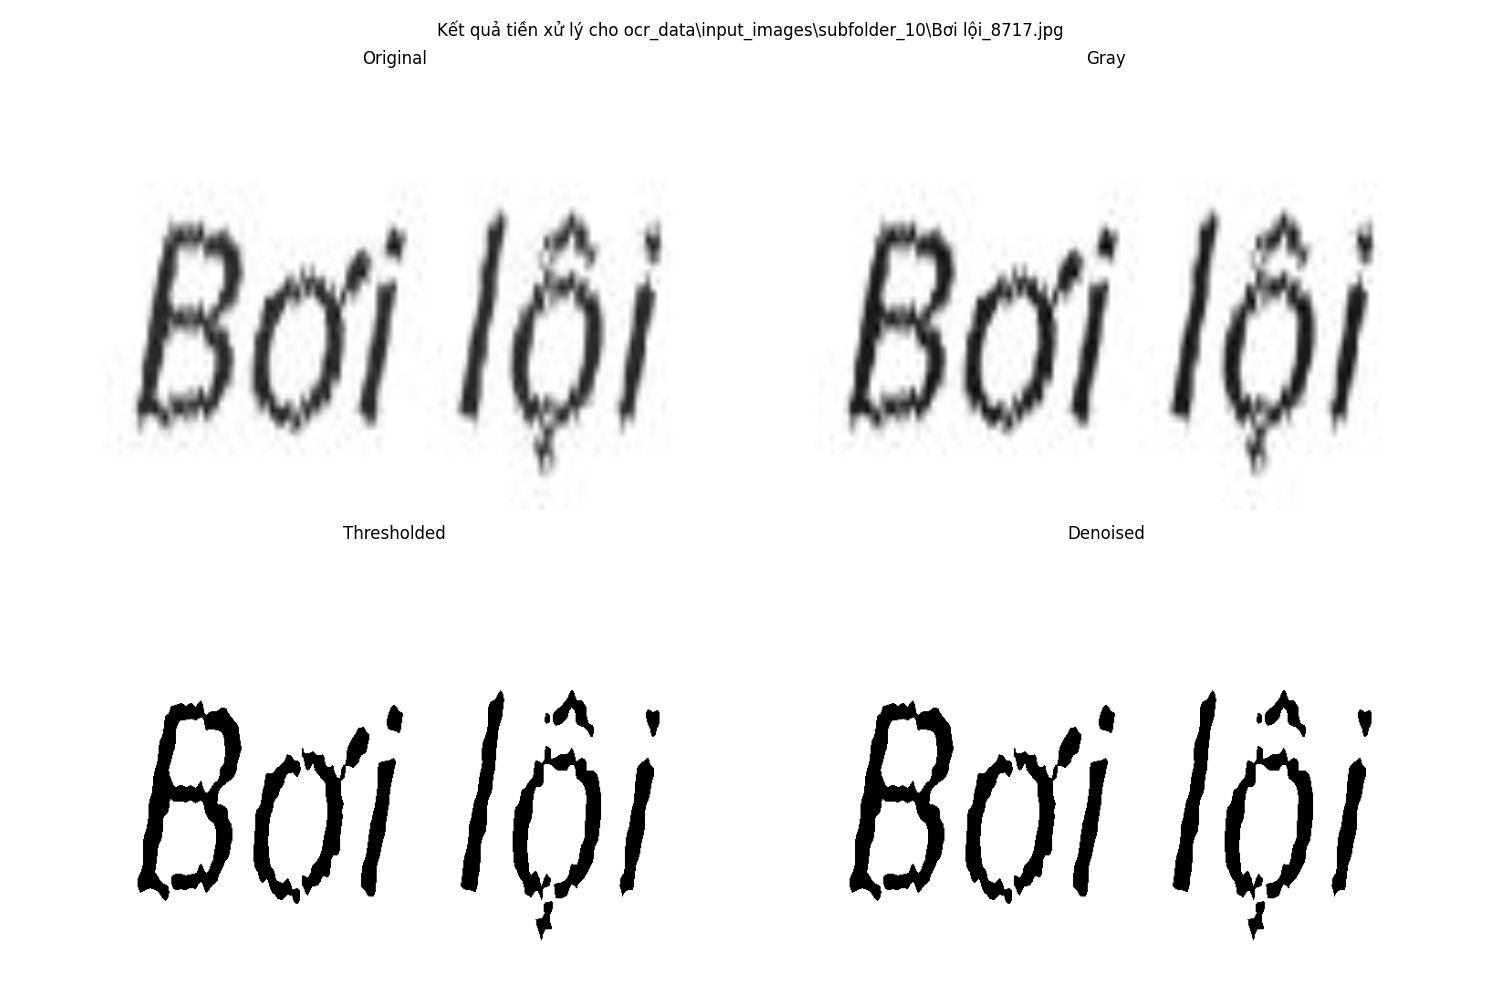 Kết quả tiền xử lý cho ocr_data\input_images\subfolder_10\Bơi lội_8717.jpg
Original
Gray
Bơi lội
Bơi lội
Thresholded
Denoised
Bơi lội
Bơi lội